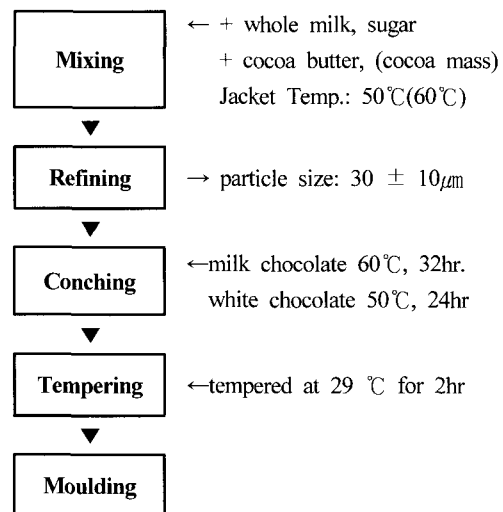 ← + whole milk, sugar
Mixing
+ cocoa butter, (cocoa mass)
Jacket Temp.: 50℃(60℃)
Refining
→ particle size: 30 ± 10㎛
←milk chocolate 60℃, 32hr.
Conching
white chocolate 50℃, 24hr
Tempering
←tempered at 29 ℃ for 2hr
Moulding